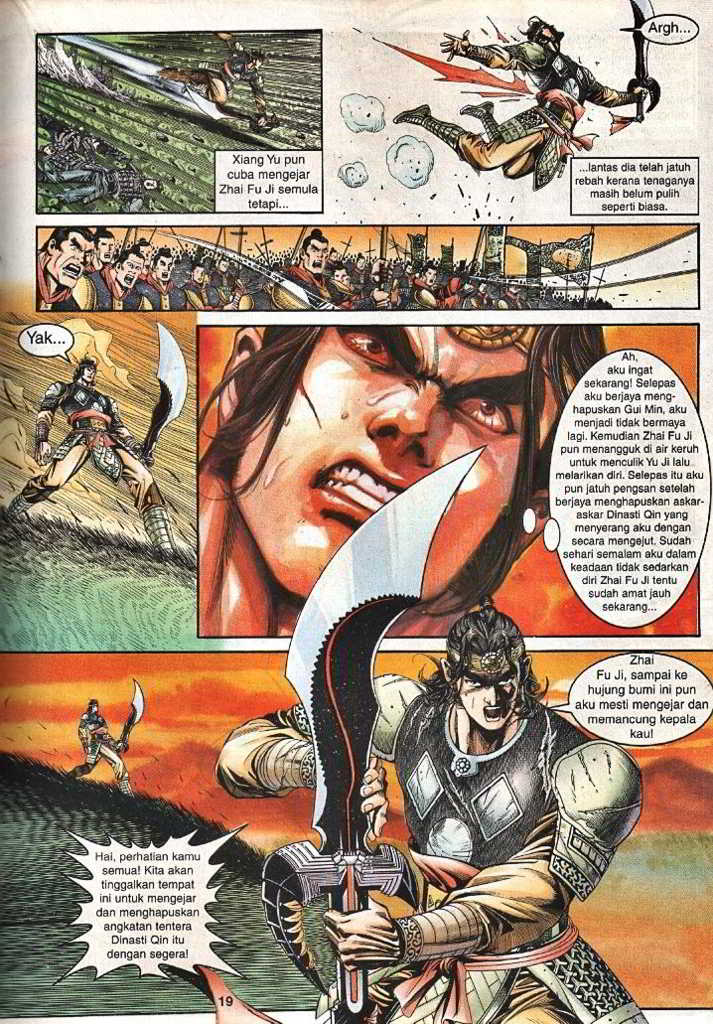 Argh...
Xiang Yu pun
cuba mengejar
Zhai Fu Ji semula
tetapi...
...lantas dia telah jatuh
rebah kerana tenaganya
masih belum pulih
seperti biasa.
Yak...
Ah,
aku ingat
sekarang! Selepas
berjaya meng-
hapuskan Gui Min, aku
menjadi tidak bermaya
lagi. Kemudian Zhai Fu Ji
pun menangguk di air keruh
untuk menculik Yu Ji lalu
melarikan diri. Selepas itu aku
pun jatuh pengsan setelah
berjaya menghapuskan askar-
askar Dinasti Qin yang
menyerang aku dengan
secara mengejut. Sudah
sehari semalam aku dalam
keadaan tidak sedarkan
diri Zhai Fu Ji tentu
sudah amat jauh
sekarang...
Zhai
Fu Ji, sampai ke
hujung bumi ini pun
aku mesti mengejar dan
memancung kepala
kau!
Hai, perhatian kamu
semua! Kita akan
tinggalkan tempat
ini untuk mengejar
dan menghapuskan
angkatan tentera
Dinasti Qin itu
dengan segera!
19